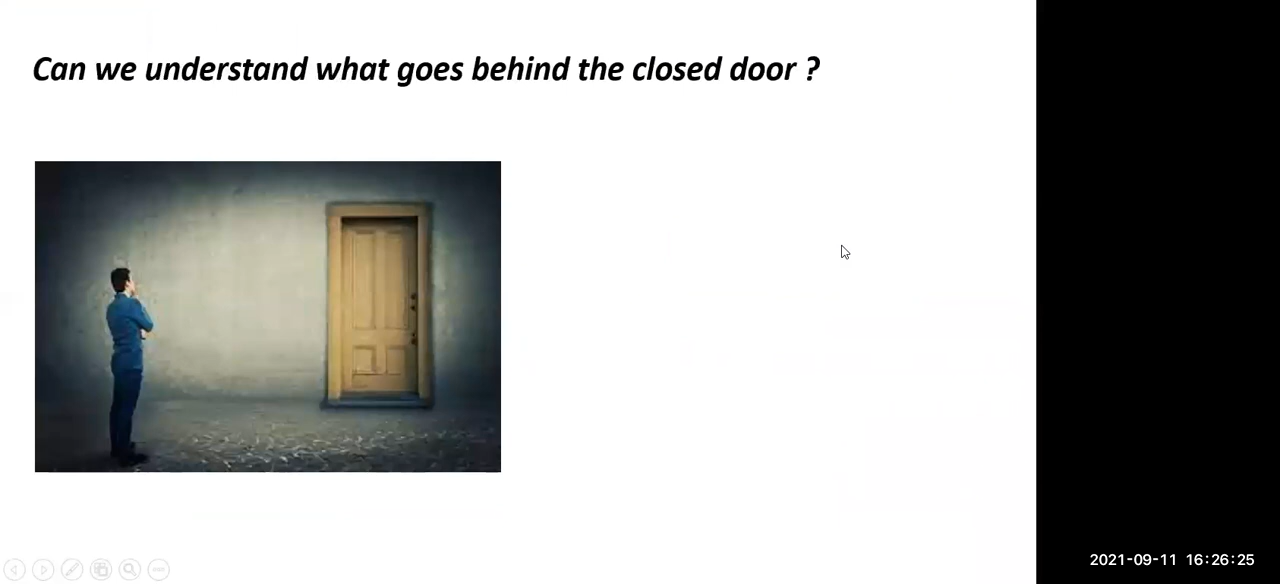 Can we understand what goes behind the closed door ?
2021-09-11 16:26:25